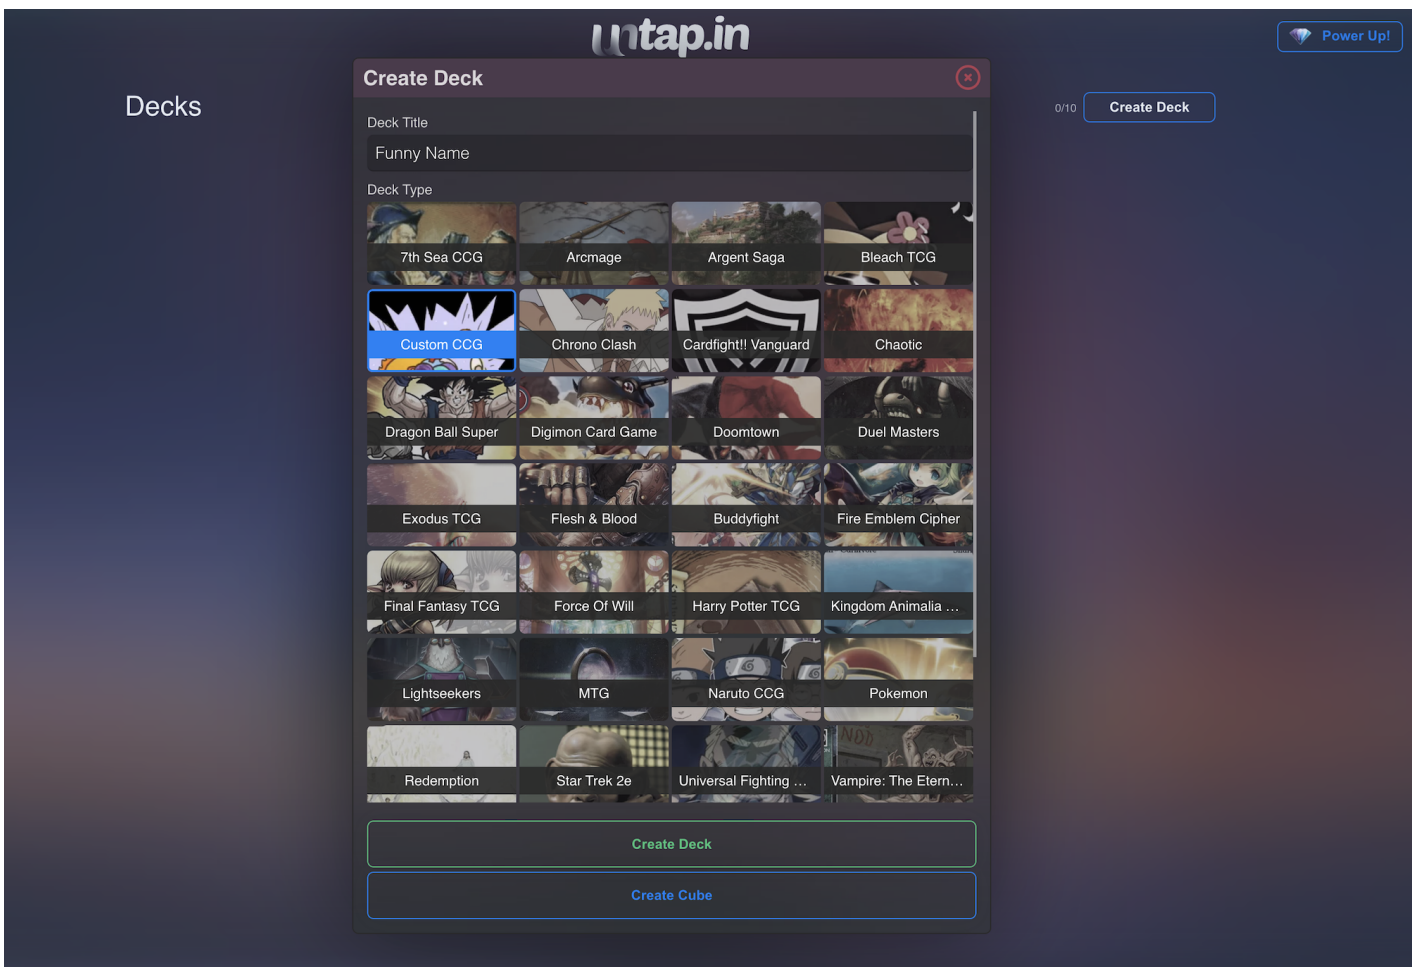 untap.in
Power Up!
Decks
0/10
Create Deck
Create Deck
Deck Title
Funny Name
Deck Type
7th Sea CCG
Arcmage
Argent Saga
Bleach TCG
Custom CCG
Chrono Clash
Cardfight!! Vanguard
Chaotic
Dragon Ball Super
Digimon Card Game
Doomtown
Duel Masters
Exodus TCG
Flesh & Blood
Buddyfight
Fire Emblem Cipher
Final Fantasy TCG
Force Of Will
Harry Potter TCG
Kingdom Animalia ...
Lightseekers
MTG
Naruto CCG
Pokemon
Redemption
Star Trek 2e
Universal Fighting ...
Vampire: The Etern...
Create Deck
Create Cube